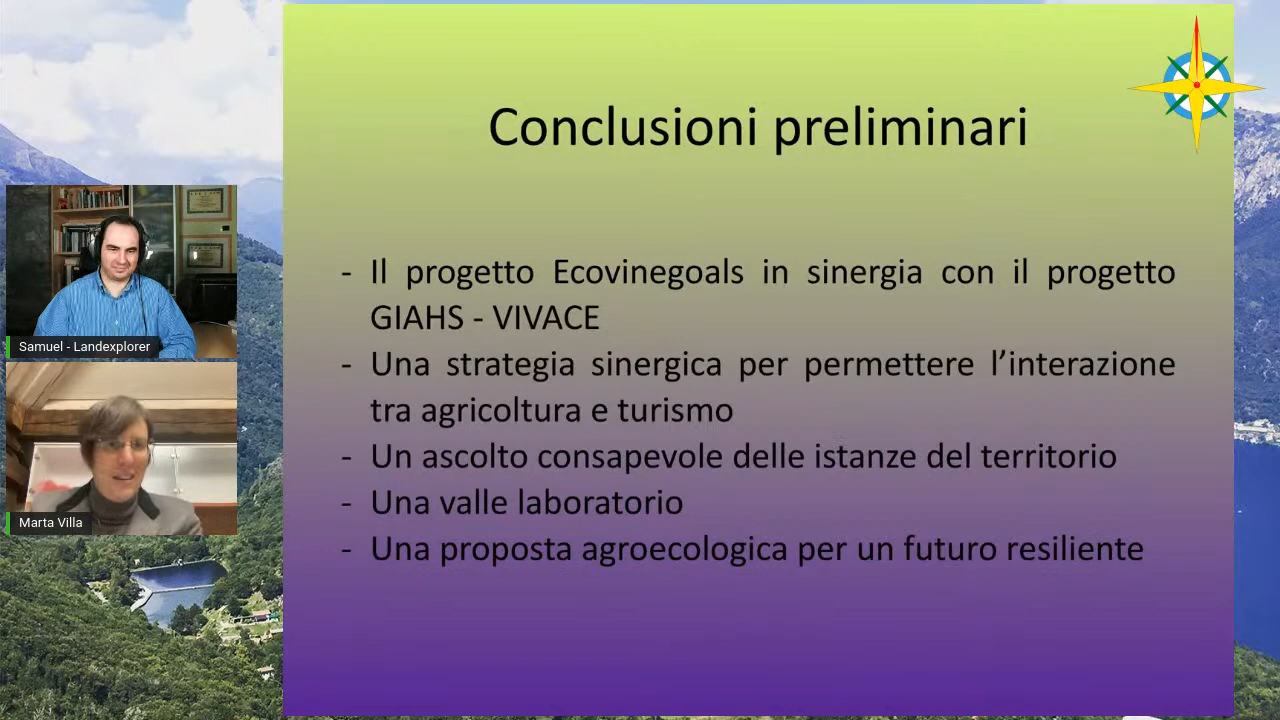 Conclusioni preliminari
- Il progetto Ecovinegoals in sinergia con il progetto
GIAHS - VIVACE
- Una strategia sinergica per permettere l’interazione
tra agricoltura e turismo
- Un ascolto consapevole delle istanze del territorio
- Una valle laboratorio
- Una proposta agroecologica per un futuro resiliente
Samuel - Landexplorer
Marta Villa